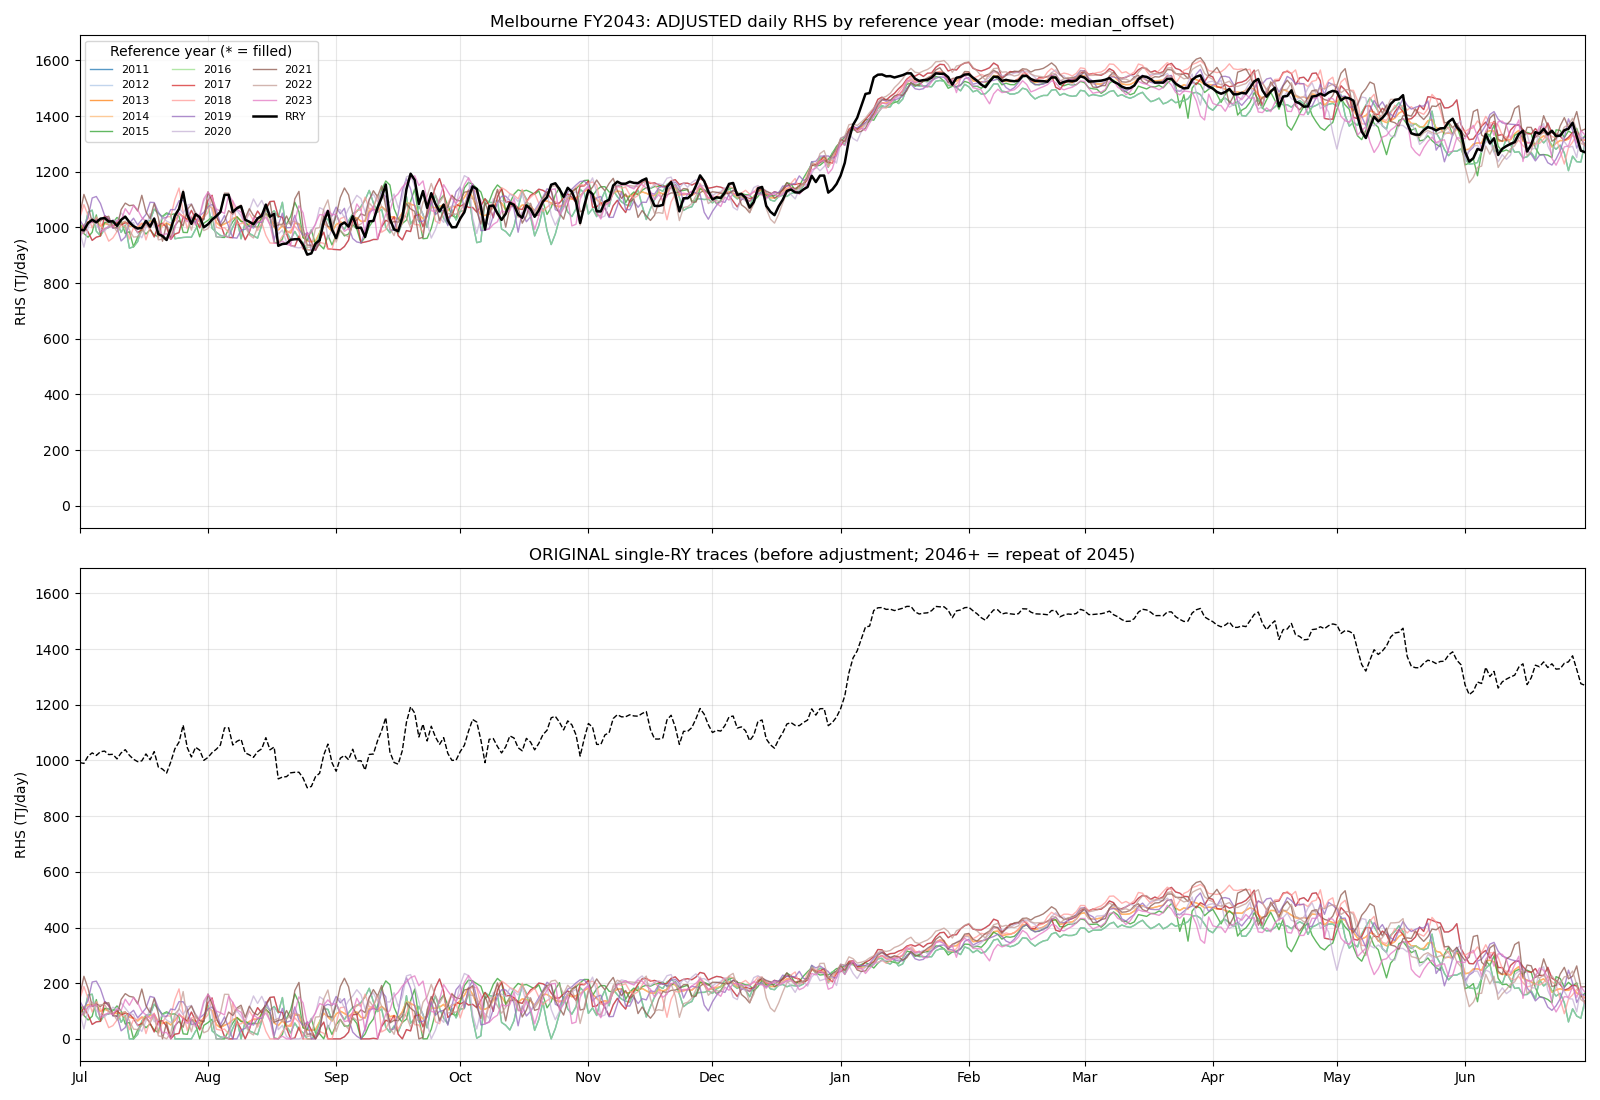 Melbourne FY2043: ADJUSTED daily RHS by reference year (mode: median_offset)
RHS (TJ/day)
1600
1400
1200
1000
800
600
400
200
0
Reference year (* = filled)
2011 2016 2021
2012 2017 2022
2013 2018 2023
2014 2019 RRY
2015 2020
ORIGINAL single-RY traces (before adjustment; 2046+ = repeat of 2045)
RHS (TJ/day)
1600
1400
1200
1000
800
600
400
200
0
Jul Aug Sep Oct Nov Dec Jan Feb Mar Apr May Jun